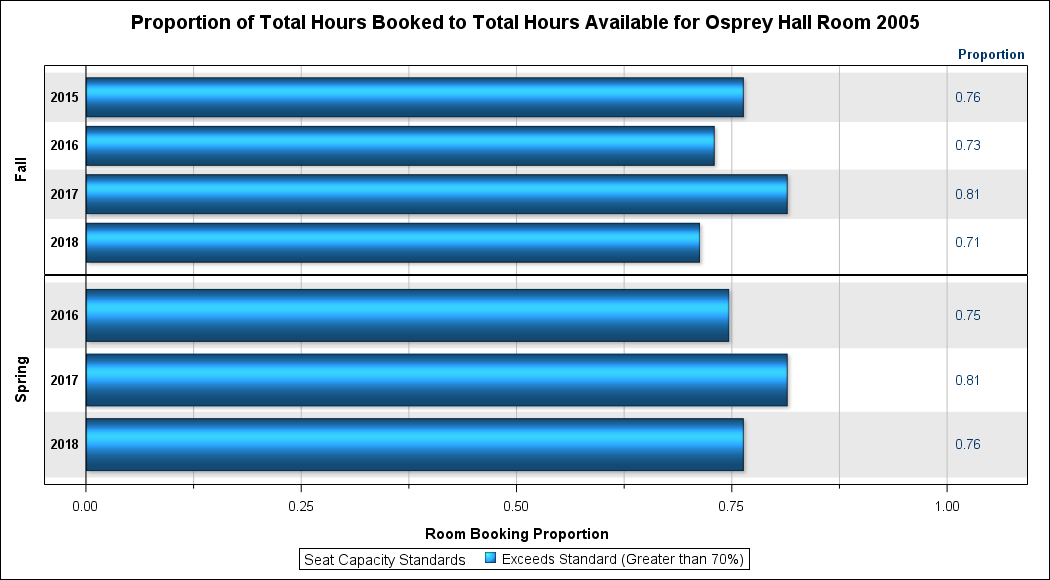 Proportion of Total Hours Booked to Total Hours Available for Osprey Hall Room 2005
Proportion
Fall
2015 0.76
2016 0.73
2017 0.81
2018 0.71
Spring
2016 0.75
2017 0.81
2018 0.76
0.00 0.25 0.50 0.75 1.00
Room Booking Proportion
Seat Capacity Standards Exceeds Standard (Greater than 70%)